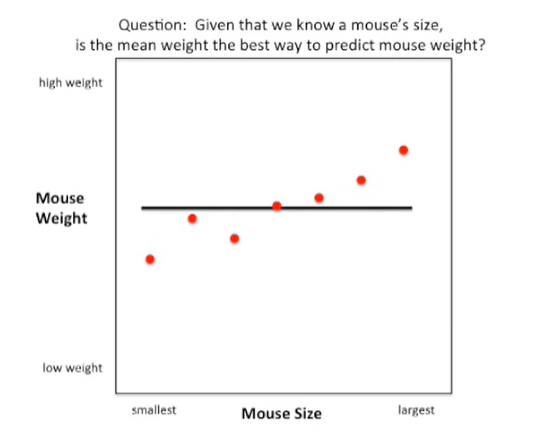 Question: Given that we know a mouse's size,
is the mean weight the best way to predict mouse weight?
high weight
Mouse
Weight
low weight
smallest
Mouse Size
largest